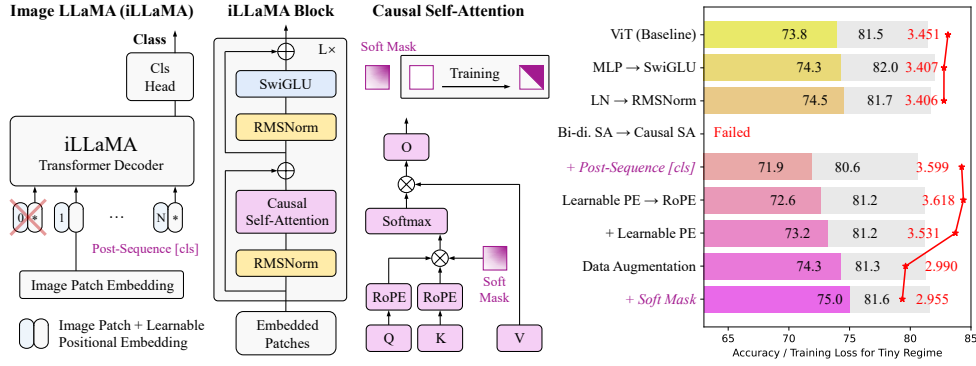 Image LLaMA (iLLaMA)
Class
Cls
Head
iLLaMA
Transformer Decoder
0 * 1 ... N *
Post-Sequence [cls]
Image Patch Embedding
Image Patch + Learnable
Positional Embedding
iLLaMA Block
L×
SwiGLU
RMSNorm
Causal
Self-Attention
RMSNorm
Embedded
Patches
Causal Self-Attention
Soft Mask
Training
O
Softmax
Soft
Mask
RoPE RoPE
Q K V
ViT (Baseline) 73.8 81.5 3.451
MLP → SwiGLU 74.3 82.0 3.407
LN → RMSNorm 74.5 81.7 3.406
Bi-di. SA → Causal SA Failed
+ Post-Sequence [cls] 71.9 80.6 3.599
Learnable PE → RoPE 72.6 81.2 3.618
+ Learnable PE 73.2 81.2 3.531
Data Augmentation 74.3 81.3 2.990
+ Soft Mask 75.0 81.6 2.955
65 70 75 80 85
Accuracy / Training Loss for Tiny Regime